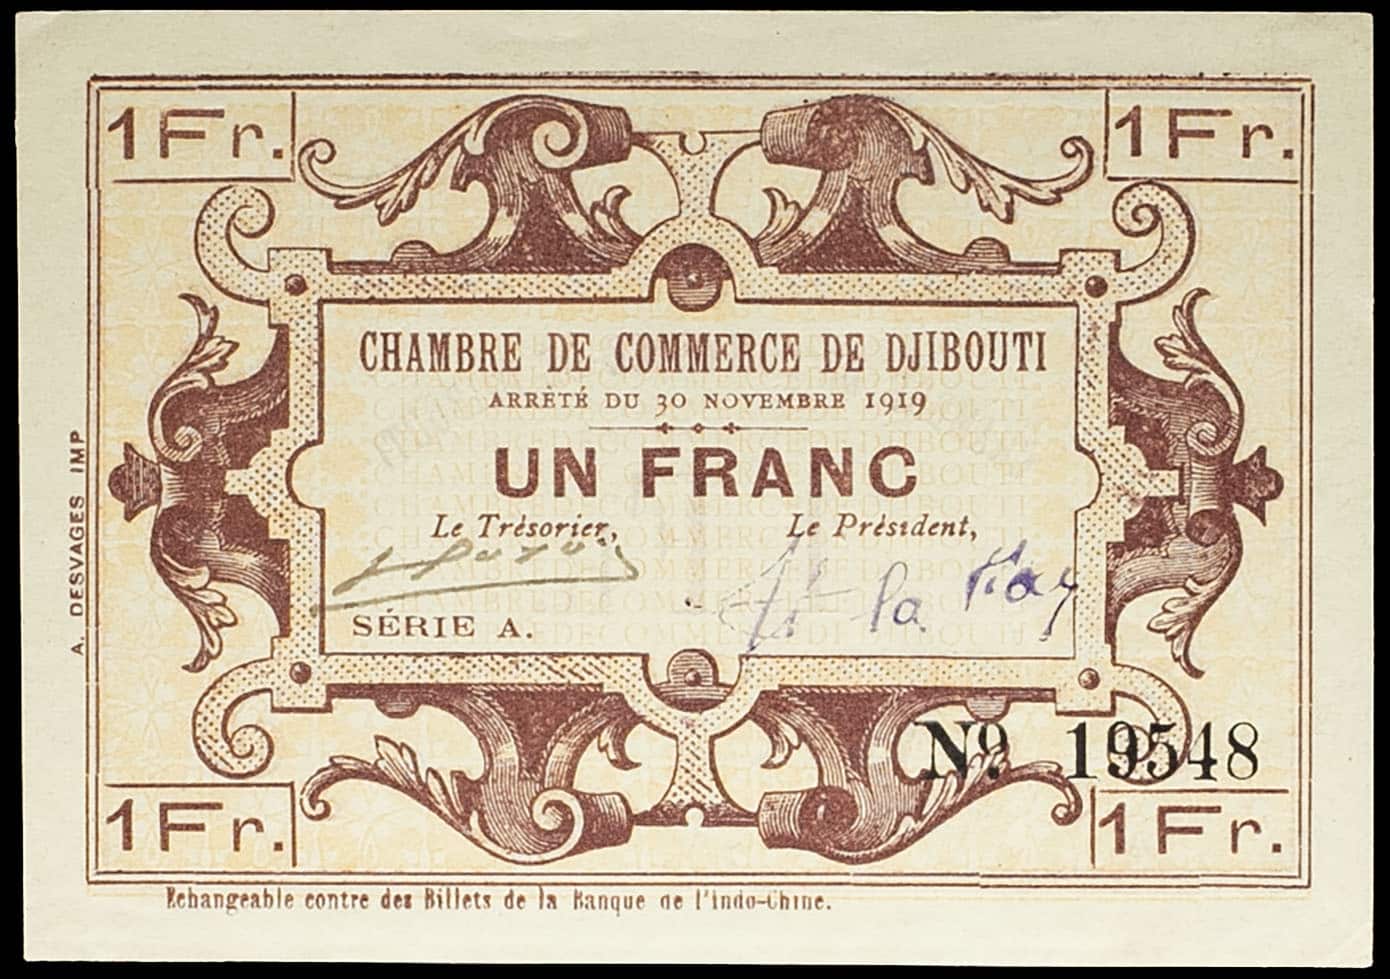 1Fr. 1Fr.
CHAMBRE DE COMMERCE DE DJIBOUTI
ARRETÉ DU 30 NOVEMBRE 1919
UN FRANC
Le Trésorier, Le Président,
SÉRIE A.
Nº 19548
1Fr. 1Fr.
Echangeable contre des Billets de la Banque de l'Indo-Chine.
A. DESVAGES IMP